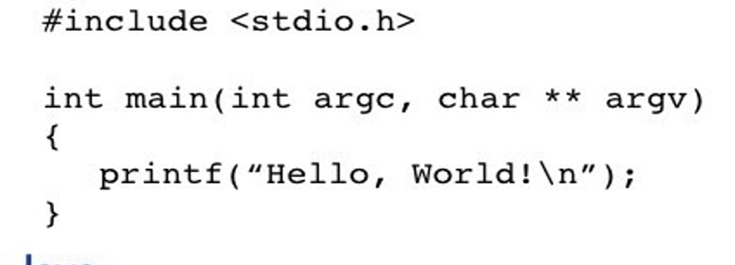 #include <stdio.h>
int main(int argc, char ** argv)
{
printf(“Hello, World!\n”);
}